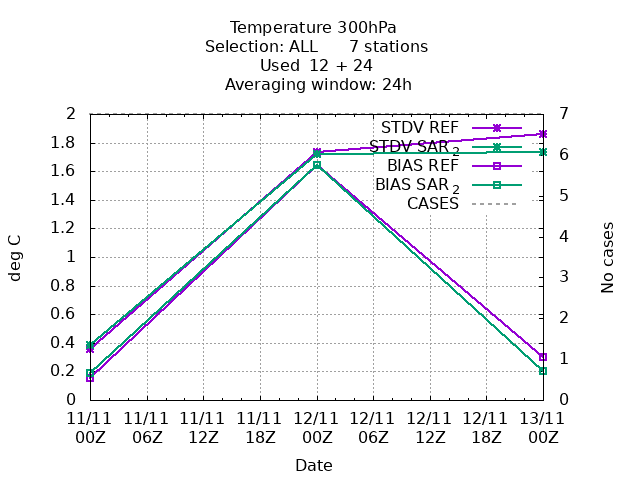 Temperature 300hPa
Selection: ALL 7 stations
Used 12 + 24
Averaging window: 24h
deg C
2
1.8
1.6
1.4
1.2
1
0.8
0.6
0.4
0.2
0
STDV REF
STDV SAR2
BIAS REF
BIAS SAR2
CASES
7
6
5
4
3
2
1
0
No cases
11/11 11/11 11/11 11/11 12/11 12/11 12/11 12/11 13/11
00Z 06Z 12Z 18Z 00Z 06Z 12Z 18Z 00Z
Date